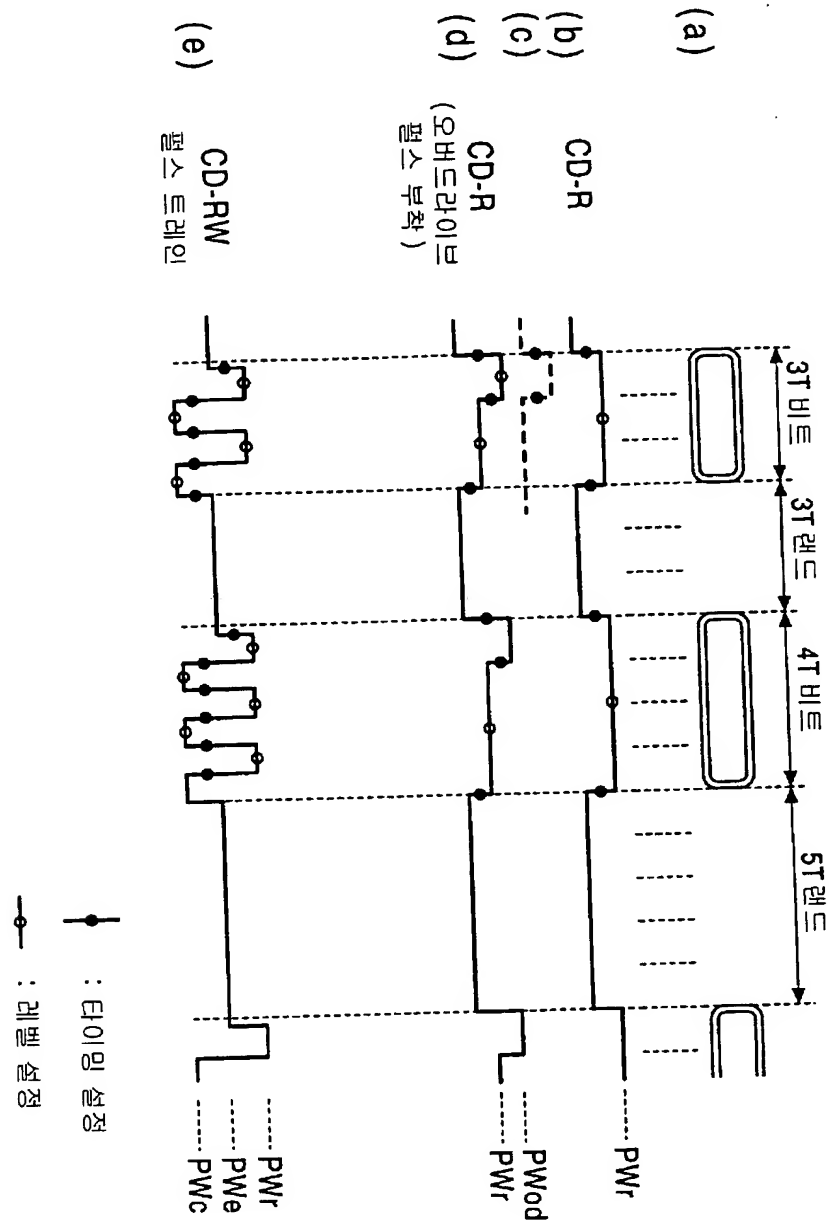 3T 비트
3T 랜드
4T 비트
5T 랜드
(a)
(b)
CD-R
PWr
(c)
(d)
CD-R
(오버드라이브
펄스 부착)
PWod
PWr
(e)
CD-RW
펄스 트레인
PWr
PWe
PWc
: 타이밍 설정
: 레벨 설정